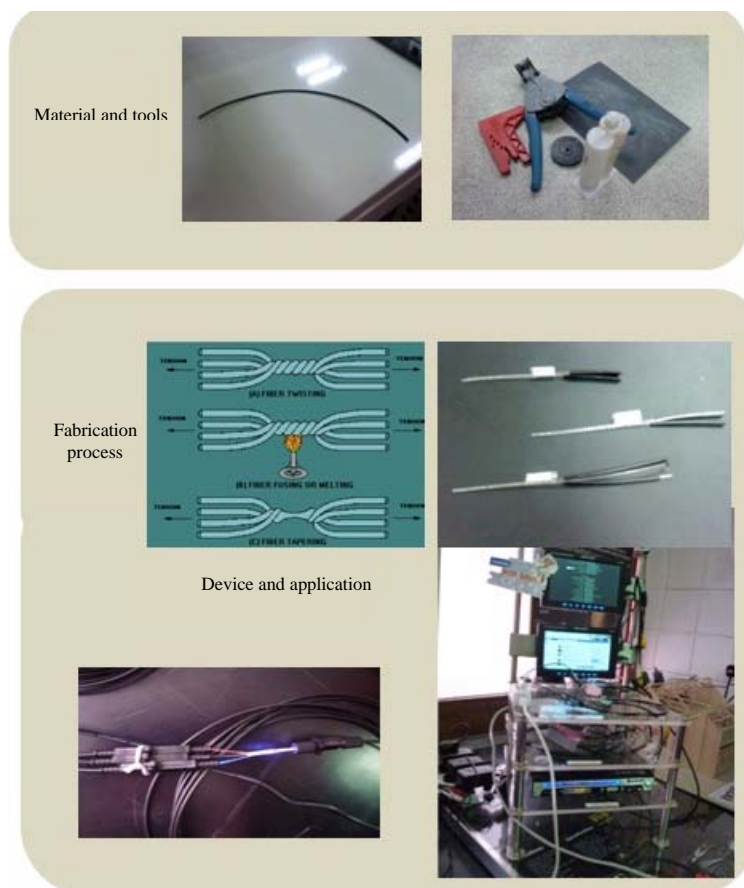 Material and tools
TENSION
TENSION
(A) FIBER TWISTING
Fabrication
process
TENSION
TENSION
(B) FIBER FUSING OR MELTING
TENSION
TENSION
(C) FIBER TAPERING
Device and application